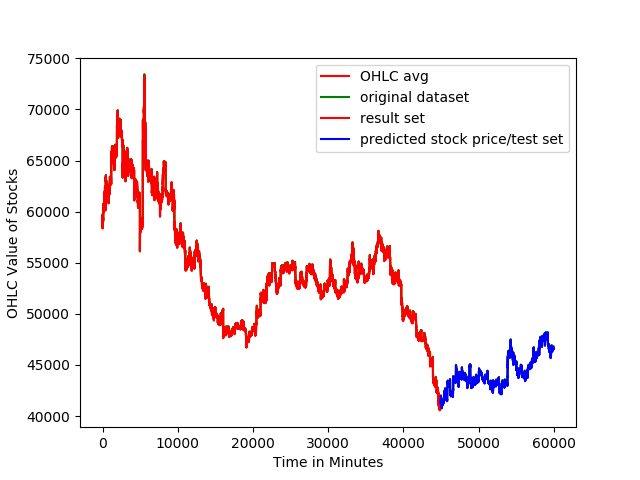 75000
70000
65000
60000
55000
50000
45000
40000
OHLC Value of Stocks
OHLC avg
original dataset
result set
predicted stock price/test set
0
10000
20000
30000
40000
50000
60000
Time in Minutes